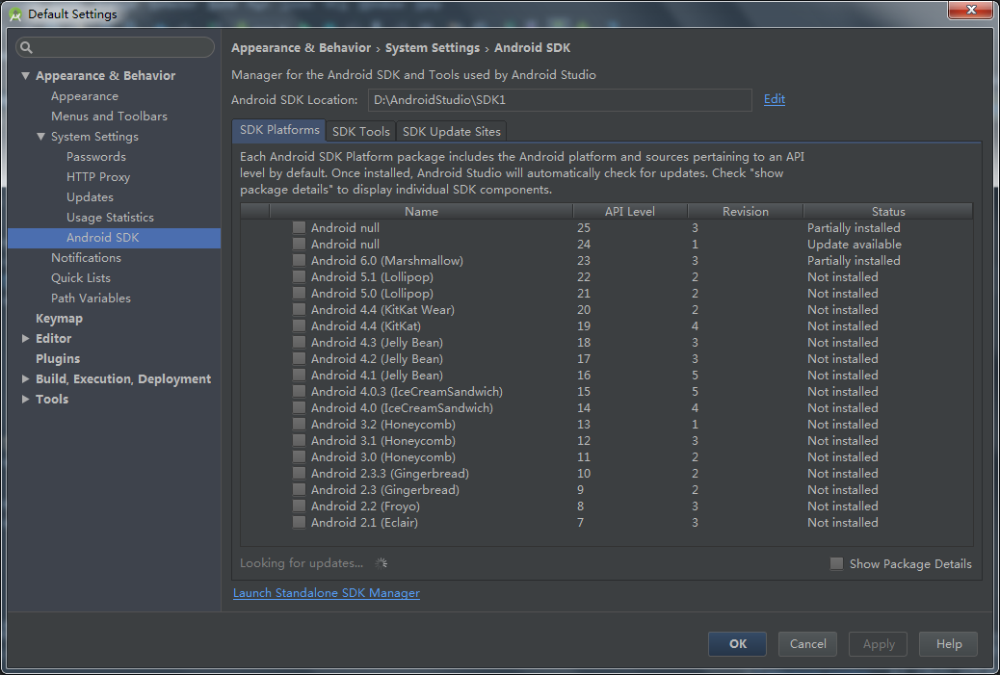 Default Settings
Appearance & Behavior
Appearance
Menus and Toolbars
System Settings
Passwords
HTTP Proxy
Updates
Usage Statistics
Android SDK
Notifications
Quick Lists
Path Variables
Keymap
Editor
Plugins
Build, Execution, Deployment
Tools
Appearance & Behavior › System Settings › Android SDK
Manager for the Android SDK and Tools used by Android Studio
Android SDK Location: D:\AndroidStudio\SDK1 Edit
SDK Platforms SDK Tools SDK Update Sites
Each Android SDK Platform package includes the Android platform and sources pertaining to an API
level by default. Once installed, Android Studio will automatically check for updates. Check "show
package details" to display individual SDK components.
Name API Level Revision Status
Android null 25 3 Partially installed
Android null 24 1 Update available
Android 6.0 (Marshmallow) 23 3 Partially installed
Android 5.1 (Lollipop) 22 2 Not installed
Android 5.0 (Lollipop) 21 2 Not installed
Android 4.4 (KitKat Wear) 20 2 Not installed
Android 4.4 (KitKat) 19 4 Not installed
Android 4.3 (Jelly Bean) 18 3 Not installed
Android 4.2 (Jelly Bean) 17 3 Not installed
Android 4.1 (Jelly Bean) 16 5 Not installed
Android 4.0.3 (IceCreamSandwich) 15 5 Not installed
Android 4.0 (IceCreamSandwich) 14 4 Not installed
Android 3.2 (Honeycomb) 13 1 Not installed
Android 3.1 (Honeycomb) 12 3 Not installed
Android 3.0 (Honeycomb) 11 2 Not installed
Android 2.3.3 (Gingerbread) 10 2 Not installed
Android 2.3 (Gingerbread) 9 2 Not installed
Android 2.2 (Froyo) 8 3 Not installed
Android 2.1 (Eclair) 7 3 Not installed
Looking for updates... Show Package Details
Launch Standalone SDK Manager
OK Cancel Apply Help